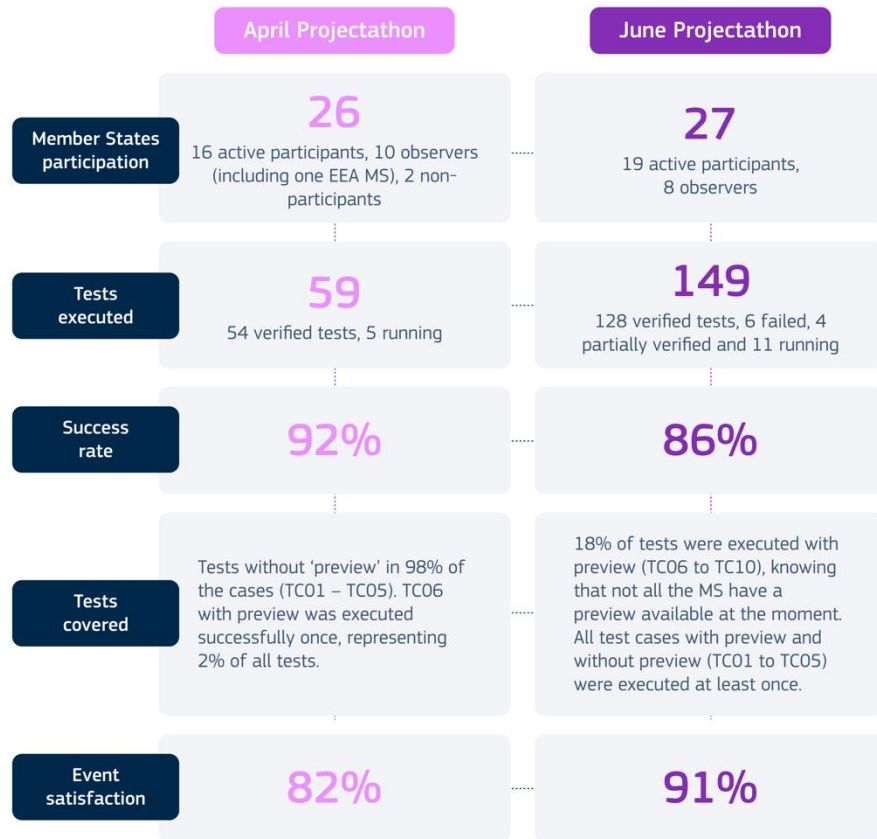 April Projectathon
June Projectathon
Member States
participation
26
16 active participants, 10 observers
(including one EEA MS), 2 non-
participants
27
19 active participants,
8 observers
Tests
executed
59
54 verified tests, 5 running
149
128 verified tests, 6 failed, 4
partially verified and 11 running
Success
rate
92%
86%
Tests
covered
Tests without ‘preview’ in 98% of
the cases (TC01 – TC05). TC06
with preview was executed
successfully once, representing
2% of all tests.
18% of tests were executed with
preview (TC06 to TC10), knowing
that not all the MS have a
preview available at the moment.
All test cases with preview and
without preview (TC01 to TC05)
were executed at least once.
Event
satisfaction
82%
91%